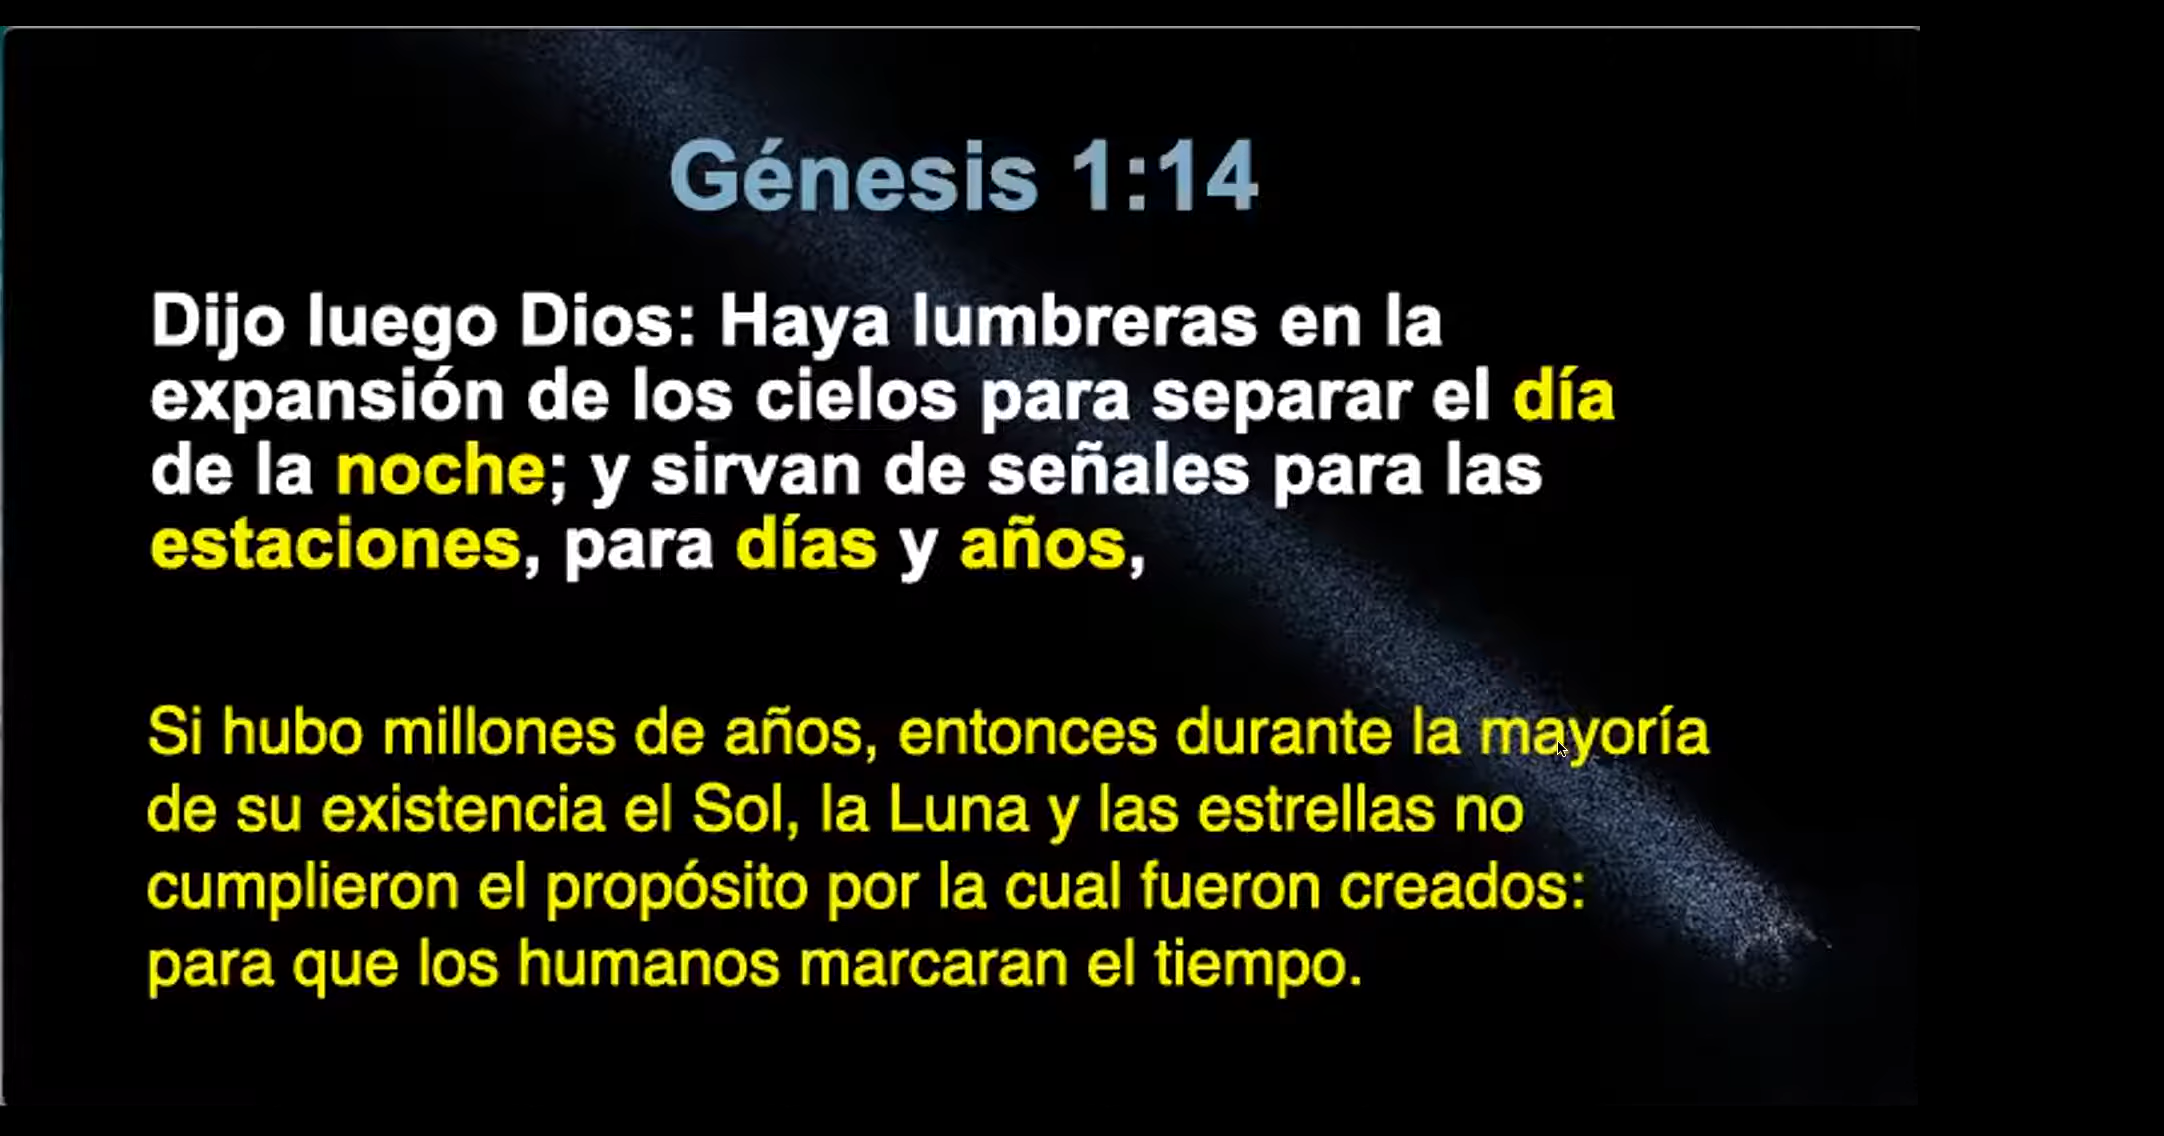 Génesis 1:14
Dijo luego Dios: Haya lumbreras en la
expansión de los cielos para separar el día
de la noche; y sirvan de señales para las
estaciones, para días y años,
Si hubo millones de años, entonces durante la mayoría
de su existencia el Sol, la Luna y las estrellas no
cumplieron el propósito por la cual fueron creados:
para que los humanos marcaran el tiempo.